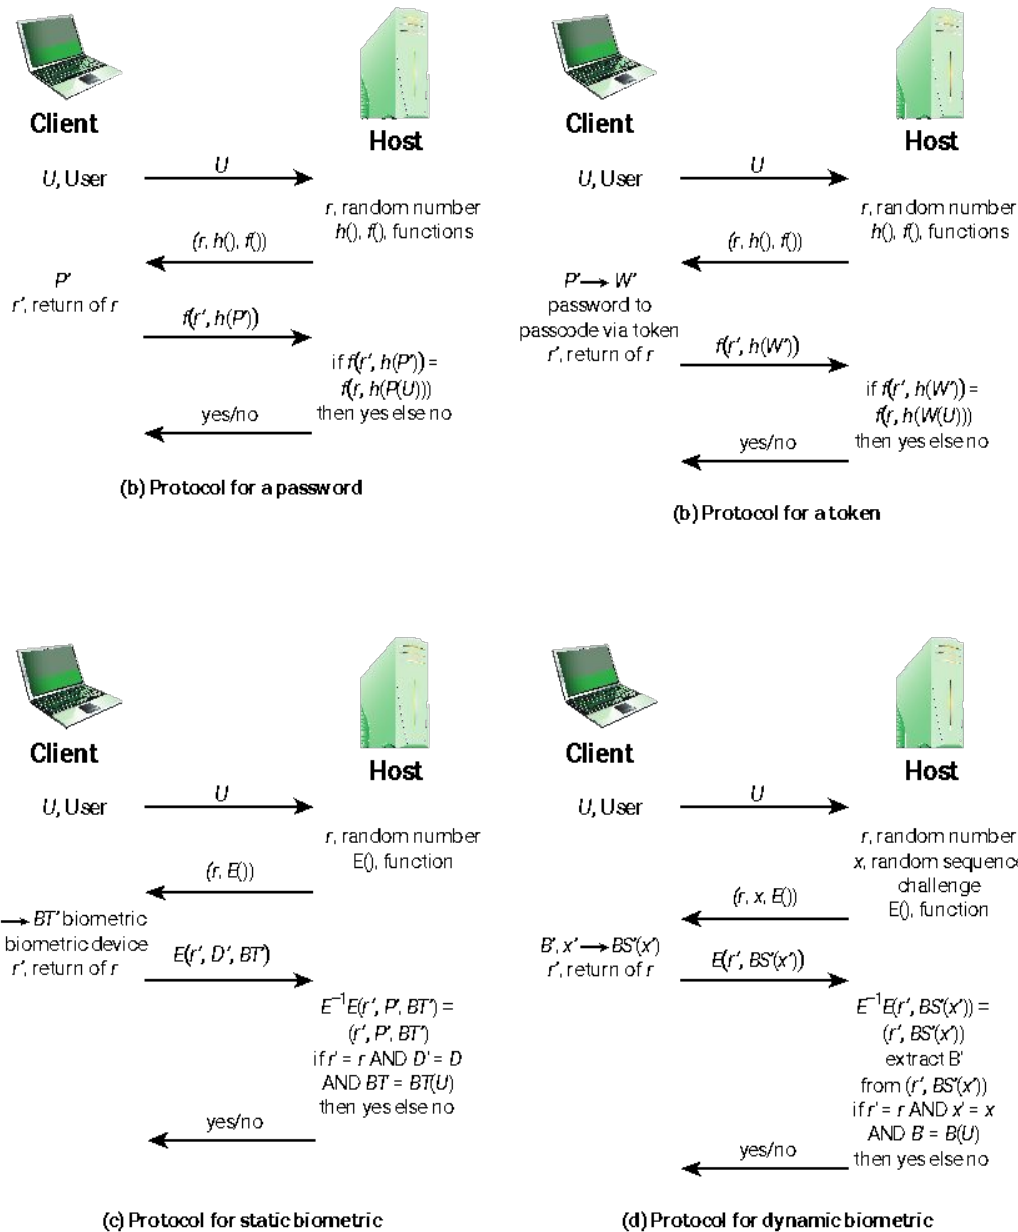 Client
Host
U, User
U
r, random number
h(), f(), functions
(r, h(), f())
P′
r′, return of r
f(r′, h(P′))
if f(r′, h(P′)) =
f(r, h(P(U)))
then yes else no
yes/no
(b) Protocol for a password
Client
Host
U, User
U
r, random number
h(), f(), functions
(r, h(), f())
P′ → W′
password to
passcode via token
r′, return of r
f(r′, h(W′))
if f(r′, h(W′)) =
f(r, h(W(U)))
then yes else no
yes/no
(b) Protocol for a token
Client
Host
U, User
U
r, random number
E(), function
(r, E())
→ BT′ biometric
biometric device
r′, return of r
E(r′, D′, BT′)
E⁻¹E(r′, P′, BT′) =
(r′, P′, BT′)
if r′ = r AND D′ = D
AND BT′ = BT(U)
then yes else no
yes/no
(c) Protocol for static biometric
Client
Host
U, User
U
r, random number
x, random sequence
challenge
E(), function
(r, x, E())
B′, x′ → BS′(x′)
r′, return of r
E(r′, BS′(x′))
E⁻¹E(r′, BS′(x′)) =
(r′, BS′(x′))
extract B′
from (r′, BS′(x′))
if r′ = r AND x′ = x
AND B′ = B(U)
then yes else no
yes/no
(d) Protocol for dynamic biometric